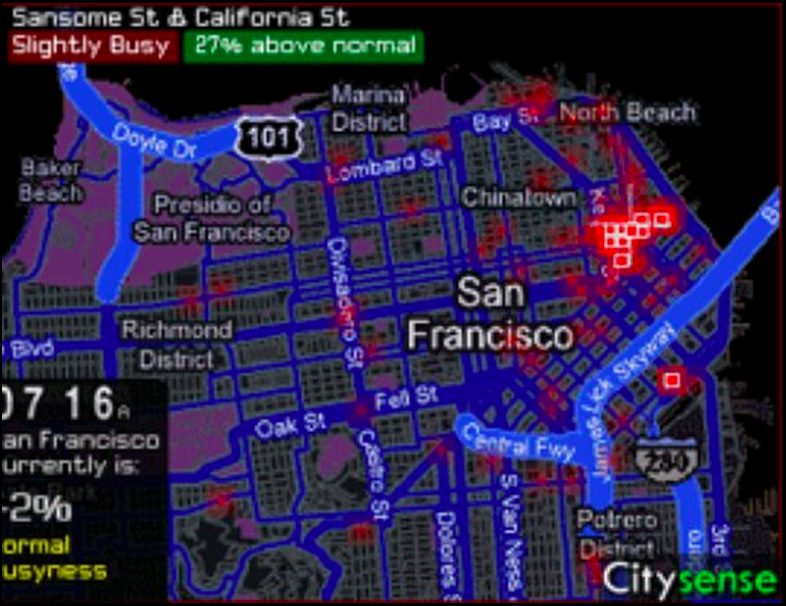 Sansome St & California St
Slightly Busy 27% above normal
Marina
District
Doyle Dr
101
Bay St
North Beach
Lombard St
Baker
Beach
Chinatown
Presidio of
San Francisco
Divisadero St
San
Francisco
Richmond
District
Blvd
James Lick Skyway
07 16A
an Francisco
urrently is:
-2%
ormal
usyness
Fell St
Oak St
Central Fwy
Castro St
280
S Van Ness
Dolores S
Potrero
District
3rd S
Citysense